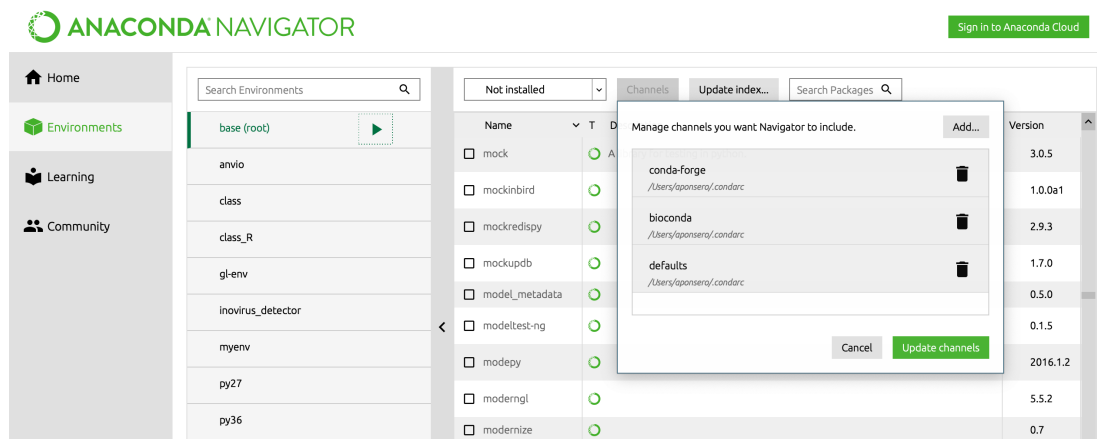 ANACONDA NAVIGATOR
Sign in to Anaconda Cloud
Home
Environments
Learning
Community
Search Environments
base (root)
anvio
class
class_R
gl-env
inovirus_detector
myenv
py27
py36
Not installed
Channels
Update index...
Search Packages
Name
T
Version
mock
A
3.0.5
mockinbird
1.0.0a1
mockredispy
2.9.3
mockupdb
1.7.0
model_metadata
0.5.0
modeltest-ng
0.1.5
modepy
2016.1.2
moderngl
5.5.2
modernize
0.7
Manage channels you want Navigator to include.
Add...
conda-forge
/Users/aponsero/.condarc
bioconda
/Users/aponsero/.condarc
defaults
/Users/aponsero/.condarc
Cancel
Update channels